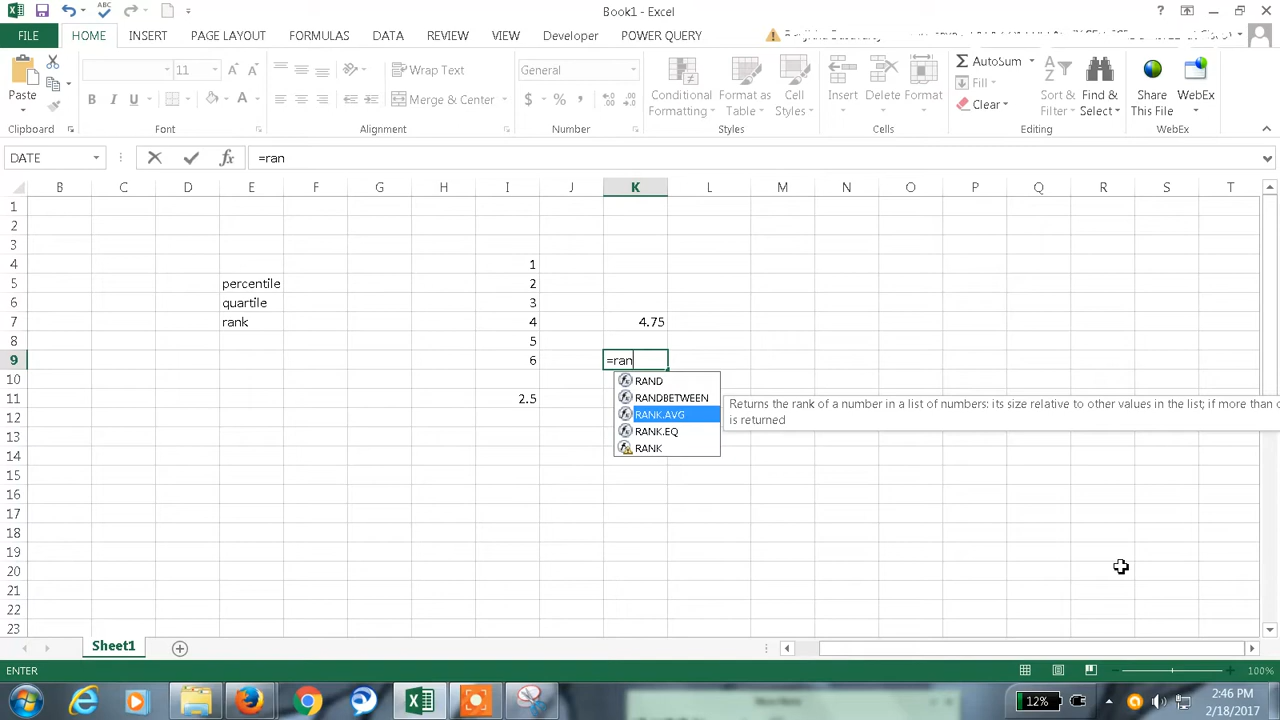 ABC
Book1 - Excel
?
FILE HOME INSERT PAGE LAYOUT FORMULAS DATA REVIEW VIEW Developer POWER QUERY
Paste
11 A A
B I U A
Wrap Text
Merge & Center
General
$ % ,
Conditional Formatting
Format as Table
Cell Styles
Insert Delete Format
AutoSum
Fill
Clear
Sort & Filter
Find & Select
Share This File
WebEx
Clipboard Font Alignment Number Styles Cells Editing WebEx
DATE fx =ran
B C D E F G H I J K L M N O P Q R S T
1
2
3
4 1
5 percentile 2
6 quartile 3
7 rank 4 4.75
8 5
9 6 =ran
10 RAND
RANDBETWEEN
11 2.5 RANK.AVG Returns the rank of a number in a list of numbers: its size relative to other values in the list; if more than
is returned
12
13 RANK.EQ
14 RANK
15
16
17
18
19
20
21
22
23
Sheet1
ENTER 100%
12% 2:46 PM
2/18/2017